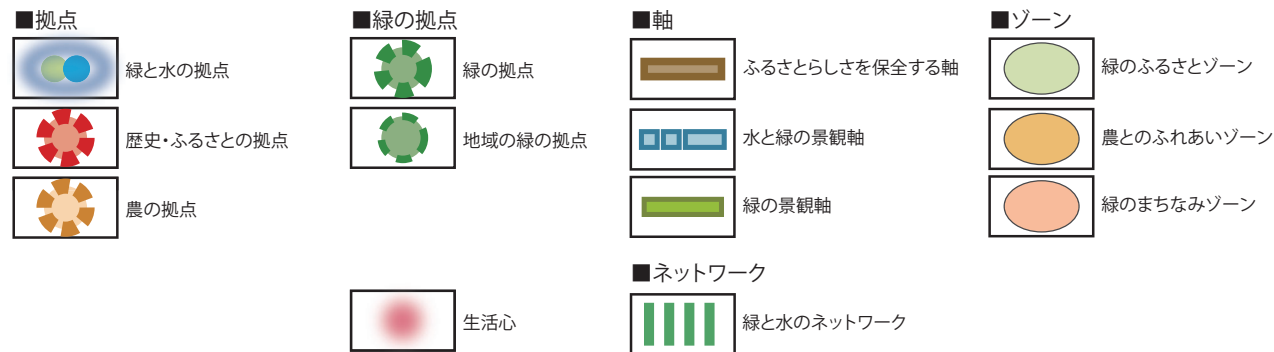 ■拠点
緑と水の拠点
歴史・ふるさとの拠点
農の拠点
■緑の拠点
緑の拠点
地域の緑の拠点
生活心
■軸
ふるさとらしさを保全する軸
水と緑の景観軸
緑の景観軸
■ネットワーク
緑と水のネットワーク
■ゾーン
緑のふるさとゾーン
農とのふれあいゾーン
緑のまちなみゾーン